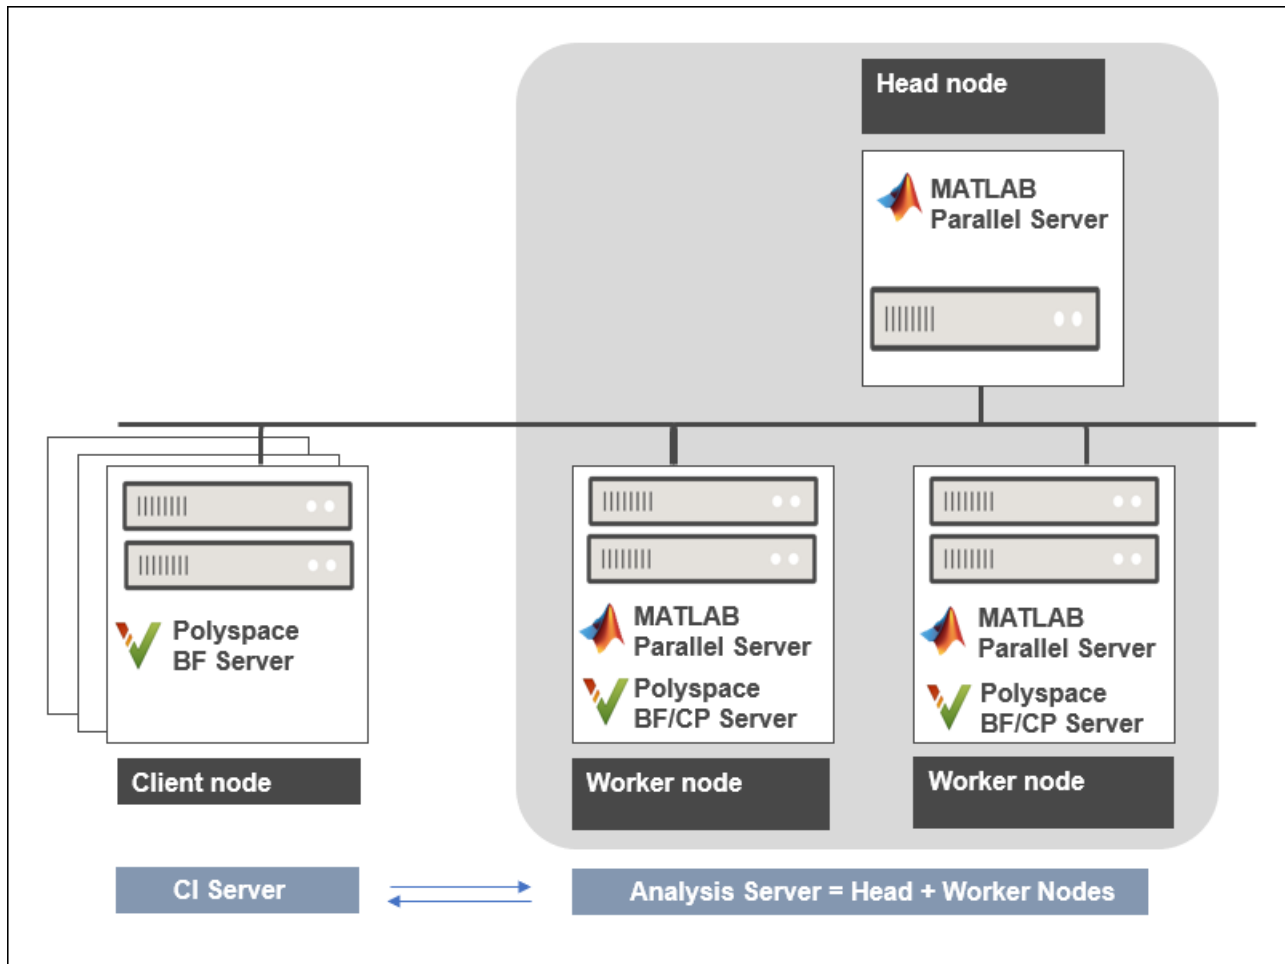 Head node
MATLAB
Parallel Server
Polyspace
BF Server
MATLAB
Parallel Server
Polyspace
BF/CP Server
MATLAB
Parallel Server
Polyspace
BF/CP Server
Client node
Worker node
Worker node
CI Server
Analysis Server = Head + Worker Nodes